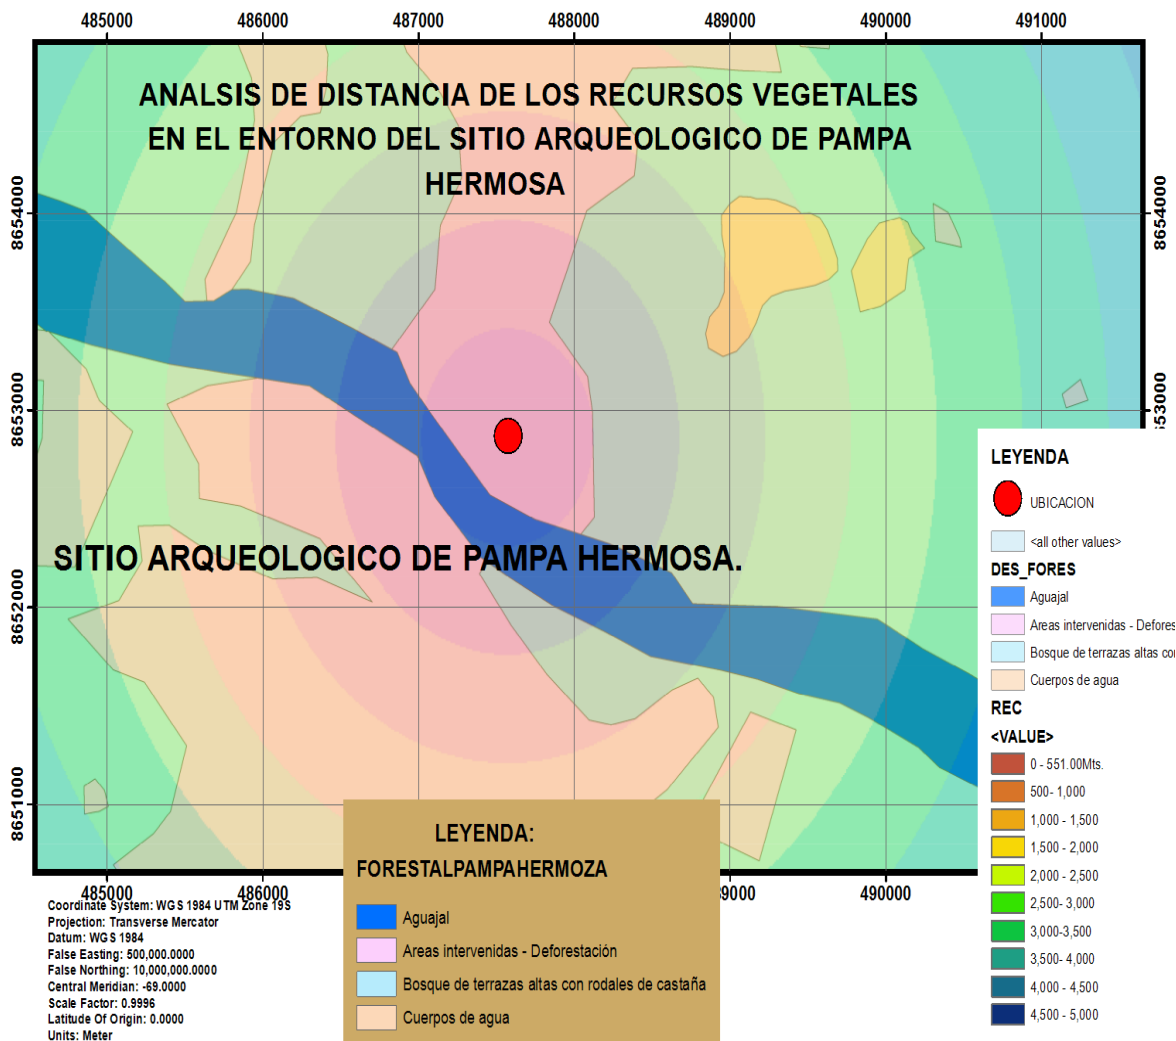 485000 486000 487000 488000 489000 490000 491000
ANALSIS DE DISTANCIA DE LOS RECURSOS VEGETALES
EN EL ENTORNO DEL SITIO ARQUEOLOGICO DE PAMPA
HERMOSA
8654000 8654000
8653000 653000
SITIO ARQUEOLOGICO DE PAMPA HERMOSA.
8652000
8651000
LEYENDA
UBICACION
<all other values>
DES_FORES
Aguajal
Areas intervenidas - Defores
Bosque de terrazas altas co
Cuerpos de agua
REC
<VALUE>
0 - 551.00Mts.
500- 1,000
1,000 - 1,500
1,500 - 2,000
2,000 - 2,500
2,500- 3,000
3,000-3,500
3,500- 4,000
4,000 - 4,500
4,500 - 5,000
LEYENDA:
FORESTALPAMPAHERMOZA
Aguajal
Areas intervenidas - Deforestación
Bosque de terrazas altas con rodales de castaña
Cuerpos de agua
485000 486000 89000 490000
Coordinate System: WGS 1984 UTM Zone 19S
Projection: Transverse Mercator
Datum: WGS 1984
False Easting: 500,000.0000
False Northing: 10,000,000.0000
Central Meridian: -69.0000
Scale Factor: 0.9996
Latitude Of Origin: 0.0000
Units: Meter